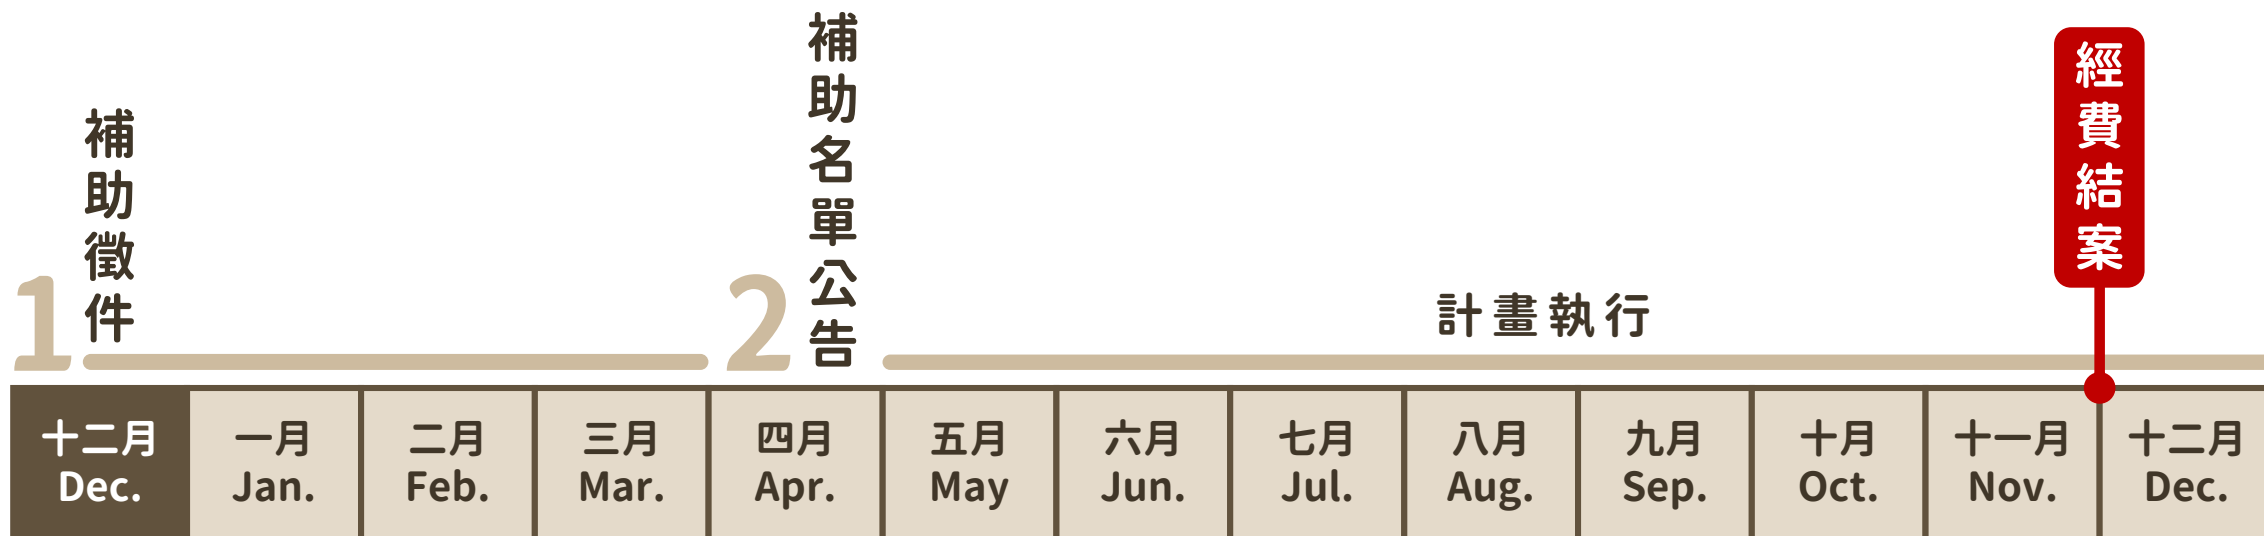 1
補助徵件
2
補助名單公告
計畫執行
經費結案
十二月
Dec.
一月
Jan.
二月
Feb.
三月
Mar.
四月
Apr.
五月
May
六月
Jun.
七月
Jul.
八月
Aug.
九月
Sep.
十月
Oct.
十一月
Nov.
十二月
Dec.